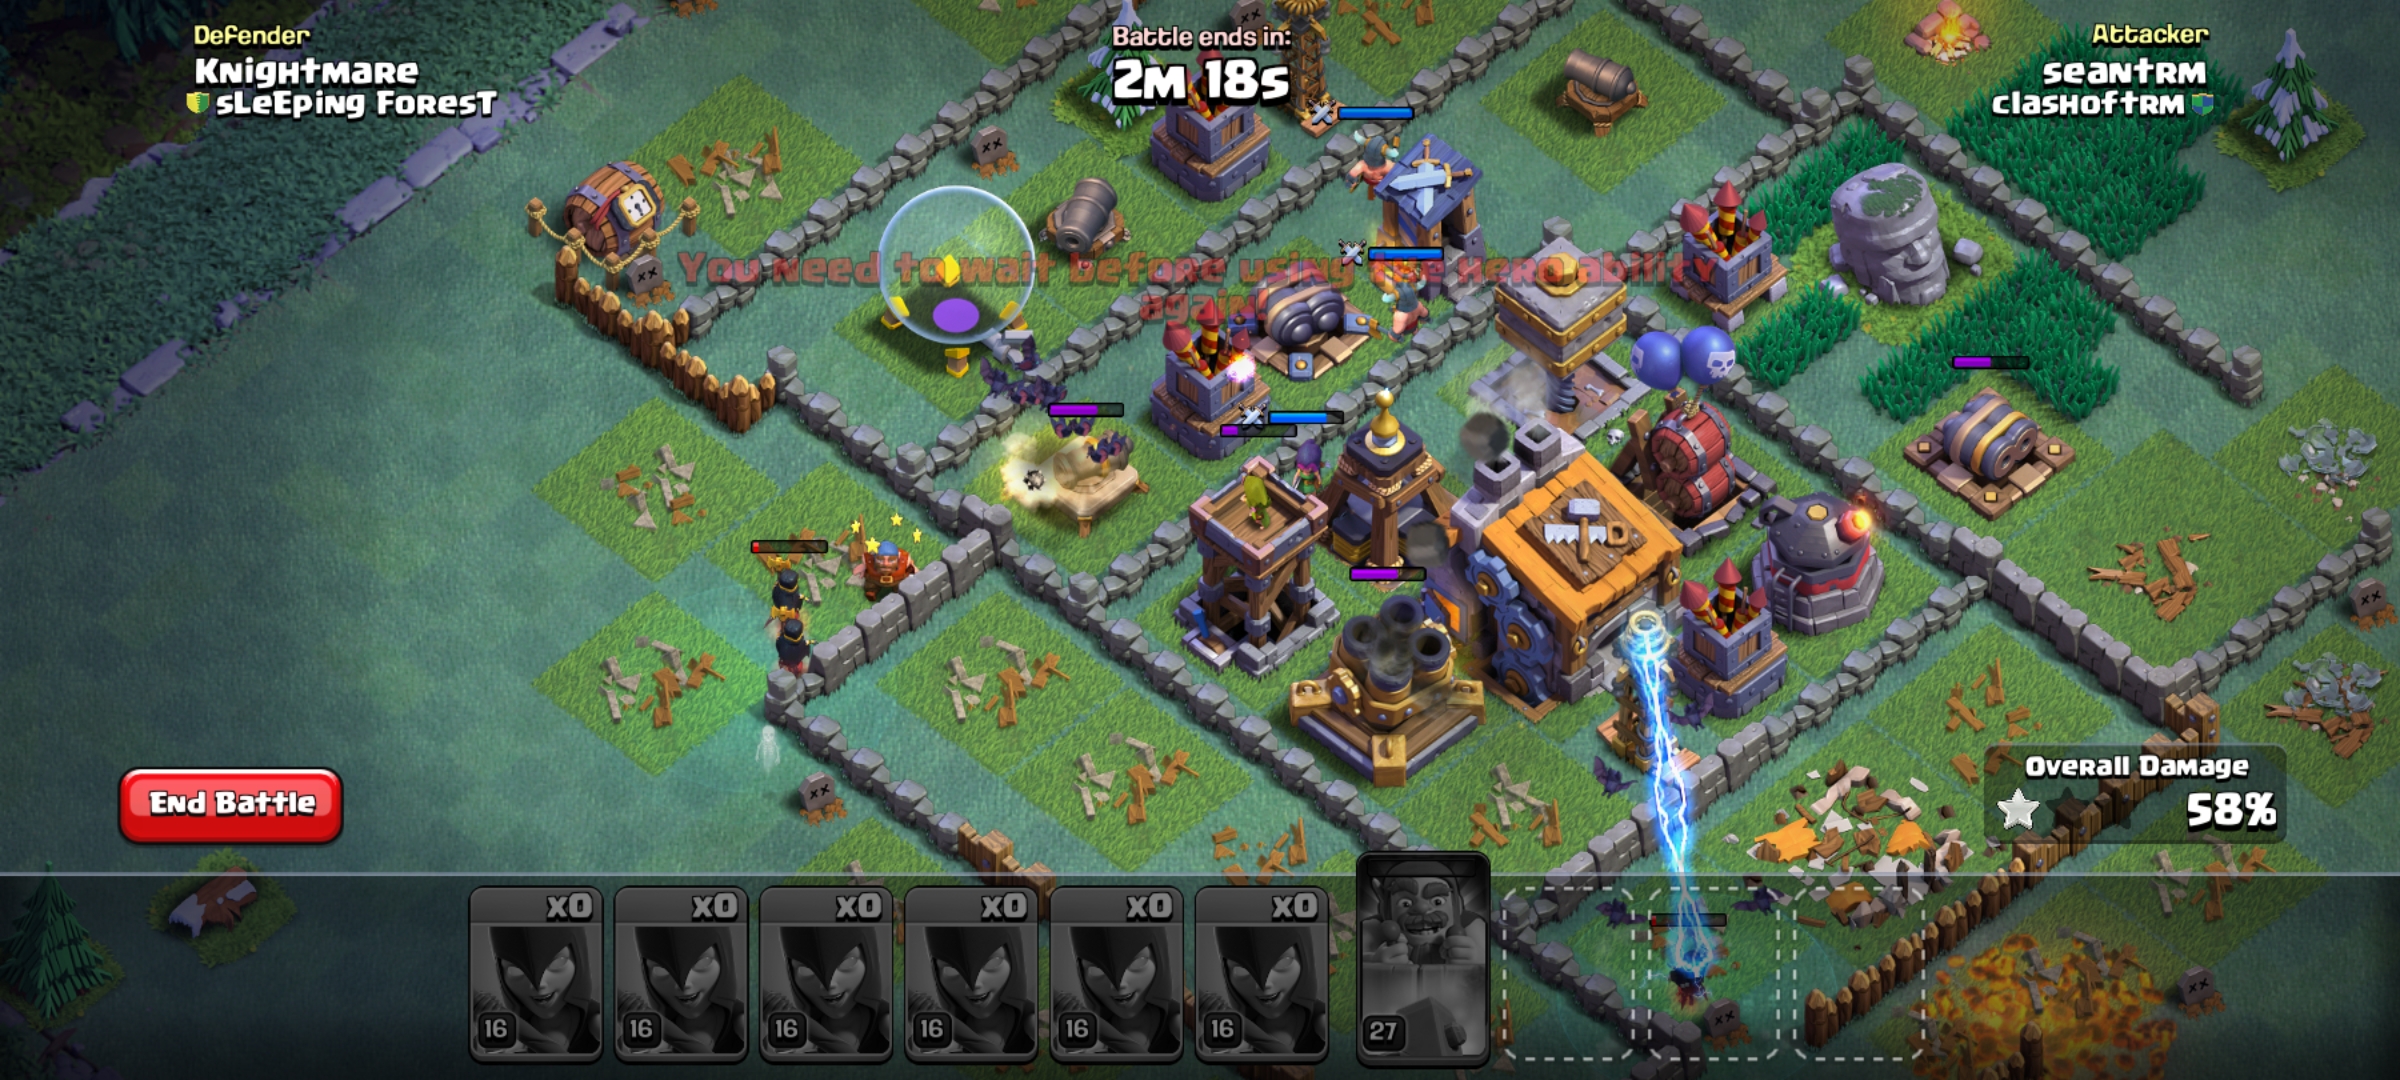 Defender
Knightmare
sLeEping ForesT
Battle ends in:
2m 18s
Attacker
seantRM
clashoftRM
You need to wait before using the hero ability
again!
End Battle
Overall Damage
58%
x0 x0 x0 x0 x0 x0
16 16 16 16 16 16 27